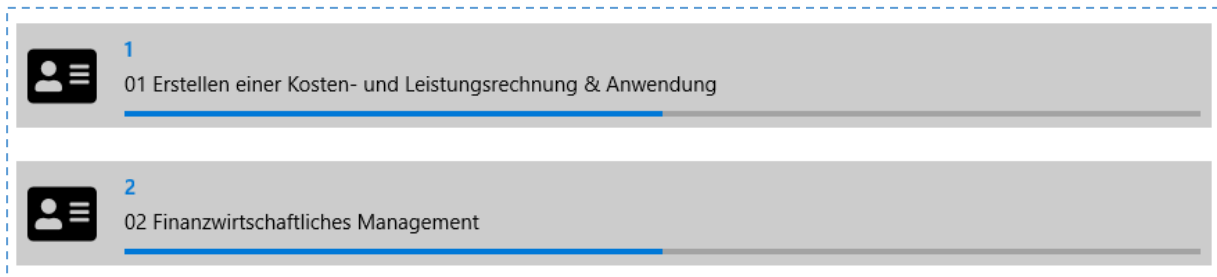 1
01 Erstellen einer Kosten- und Leistungsrechnung & Anwendung
2
02 Finanzwirtschaftliches Management